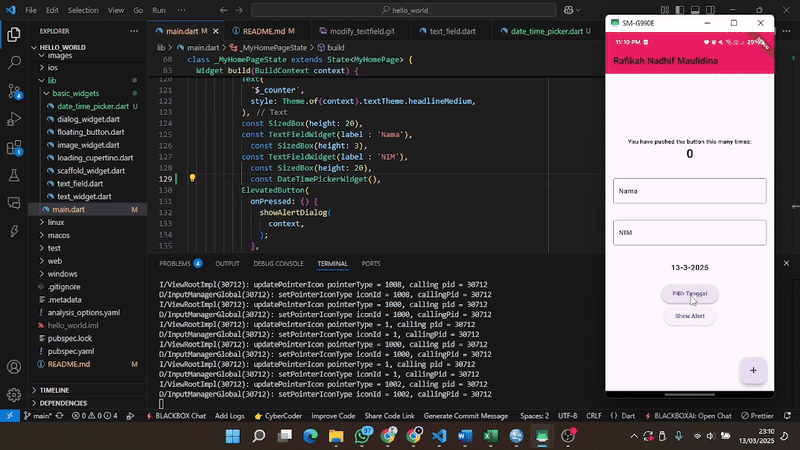 File Edit Selection View Go Run ...
hello_world
SM-G990E
EXPLORER
HELLO_WORLD
images
ios
lib
basic_widgets
date_time_picker.dart
dialog_widget.dart
floating_button.dart
image_widget.dart
loading_cupertino.dart
scaffold_widget.dart
text_field.dart
text_widget.dart
main.dart M
linux
macos
test
web
windows
.gitignore
.metadata
analysis_options.yaml
hello_world.iml
pubspec.lock
pubspec.yaml
README.md M
TIMELINE
DEPENDENCIES
main.dart M
README.md M
modify_textfield.gif
text_field.dart
date_time_picker.dart U
lib > main.dart > _MyHomePageState > build
68 class _MyHomePageState extends State<MyHomePage> {
83 Widget build(BuildContext context) {
120 Text(
121 '$_counter',
122 style: Theme.of(context).textTheme.headlineMedium,
123 ), // Text
124 const SizedBox(height: 20),
125 const TextFieldWidget(label : 'Nama'),
126 const SizedBox(height: 3),
127 const TextFieldWidget(label : 'NIM'),
128 const SizedBox(height: 20),
129 const DateTimePickerWidget(),
130 ElevatedButton(
131 onPressed: () {
132 showAlertDialog(
133 context,
134 );
135 },
PROBLEMS 4 OUTPUT DEBUG CONSOLE TERMINAL PORTS
I/ViewRootImpl(30712): updatePointerIcon pointerType = 1008, calling pid = 30712
D/InputManagerGlobal(30712): setPointerIconType iconId = 1008, callingPid = 30712
I/ViewRootImpl(30712): updatePointerIcon pointerType = 1000, calling pid = 30712
D/InputManagerGlobal(30712): setPointerIconType iconId = 1000, callingPid = 30712
I/ViewRootImpl(30712): updatePointerIcon pointerType = 1, calling pid = 30712
D/InputManagerGlobal(30712): setPointerIconType iconId = 1, callingPid = 30712
I/ViewRootImpl(30712): updatePointerIcon pointerType = 1000, calling pid = 30712
D/InputManagerGlobal(30712): setPointerIconType iconId = 1000, callingPid = 30712
I/ViewRootImpl(30712): updatePointerIcon pointerType = 1, calling pid = 30712
D/InputManagerGlobal(30712): setPointerIconType iconId = 1, callingPid = 30712
I/ViewRootImpl(30712): updatePointerIcon pointerType = 1002, calling pid = 30712
D/InputManagerGlobal(30712): setPointerIconType iconId = 1002, callingPid = 30712
11:10 PM
Rafikah Nadhif Maulidina
You have pushed the button this many times:
0
Nama
NIM
13-3-2025
Pilih Tanggal
Show Alert
+
main* 0 0 4 BLACKBOX Chat Add Logs CyberCoder Improve Code Share Code Link Generate Commit Message Spaces: 2 UTF-8 CRLF {} Dart BLACKBOXAI: Open Chat Prettier
97
23:10
13/03/2025